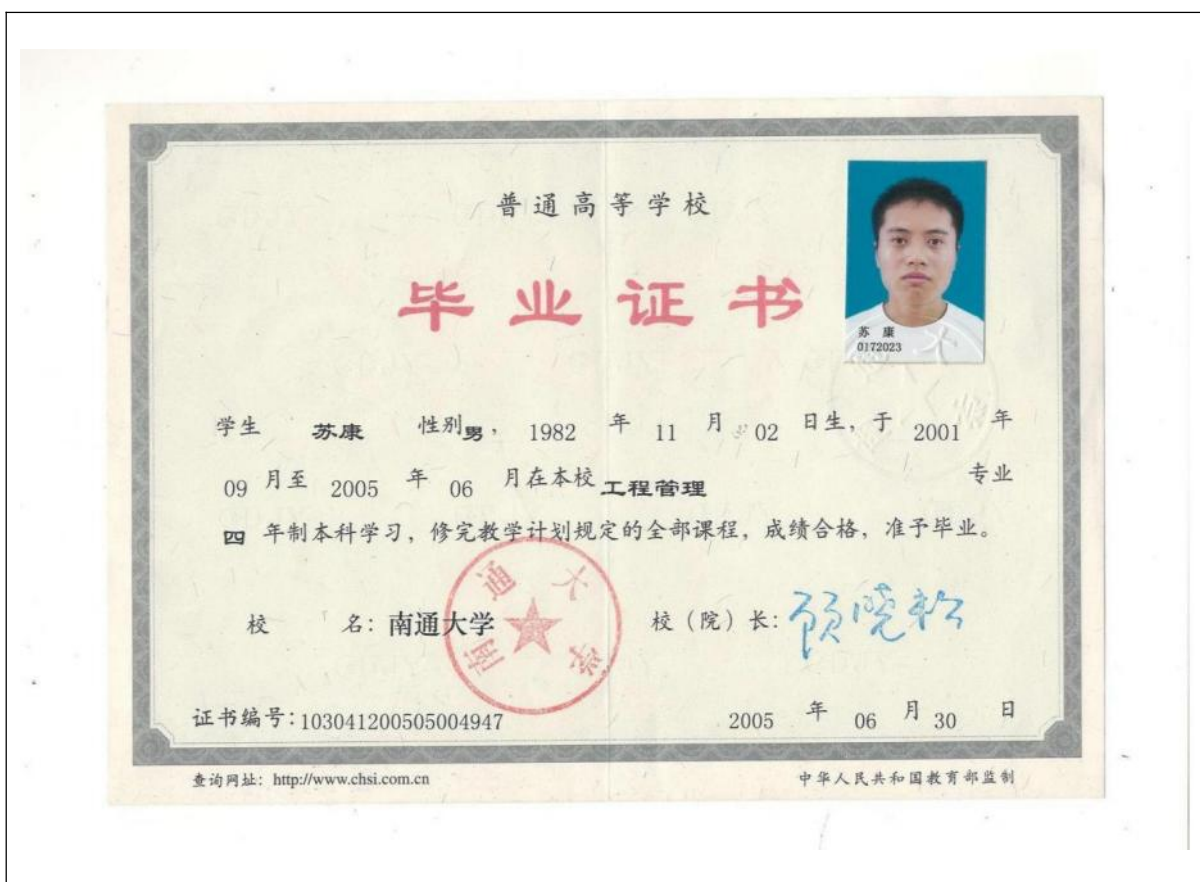 普通高等学校
毕业证书
苏 康
0172023
学生 苏康 性别男，1982 年 11 月 02 日生，于 2001 年
09 月至 2005 年 06 月在本校工程管理 专业
四 年制本科学习，修完教学计划规定的全部课程，成绩合格，准予毕业。
南通大学
校 名：南通大学 校（院）长：顾晓松
证书编号：103041200505004947 2005 年 06 月 30 日
查询网址：http://www.chsi.com.cn 中华人民共和国教育部监制